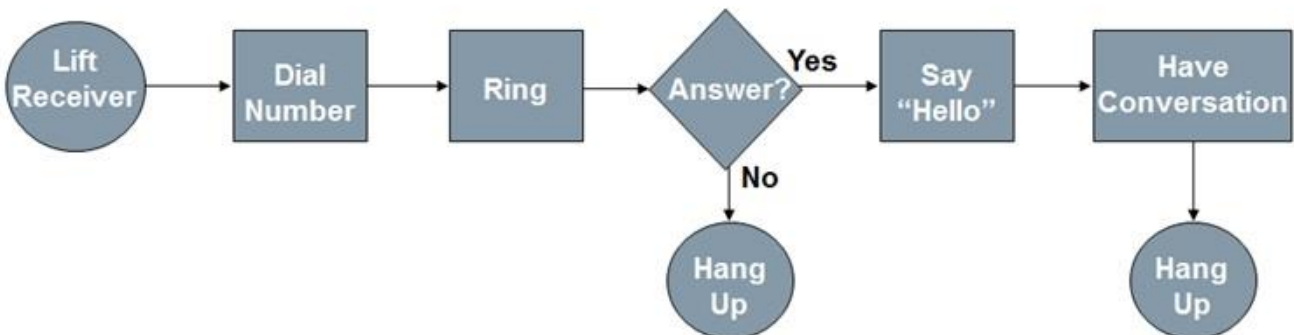 Lift
Receiver
Dial
Number
Ring
Answer?
Yes
No
Say
“Hello”
Have
Conversation
Hang
Up
Hang
Up